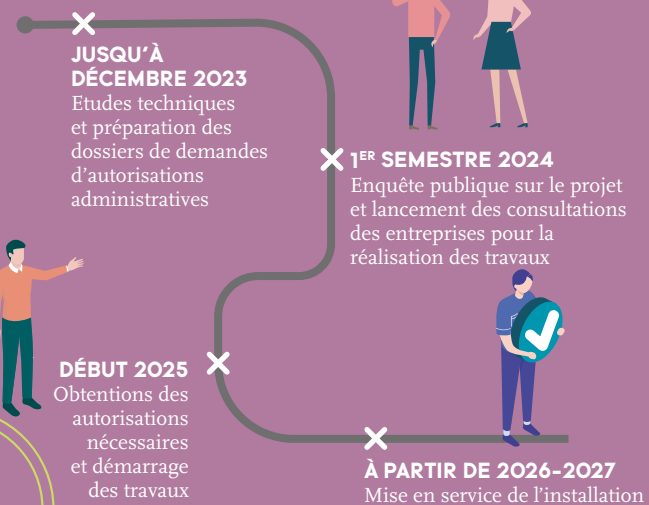 JUSQU'À
DÉCEMBRE 2023
Etudes techniques
et préparation des
dossiers de demandes
d'autorisations
administratives
1ER SEMESTRE 2024
Enquête publique sur le projet
et lancement des consultations
des entreprises pour la
réalisation des travaux
DÉBUT 2025
Obtentions des
autorisations
nécessaires
et démarrage
des travaux
À PARTIR DE 2026-2027
Mise en service de l'installation